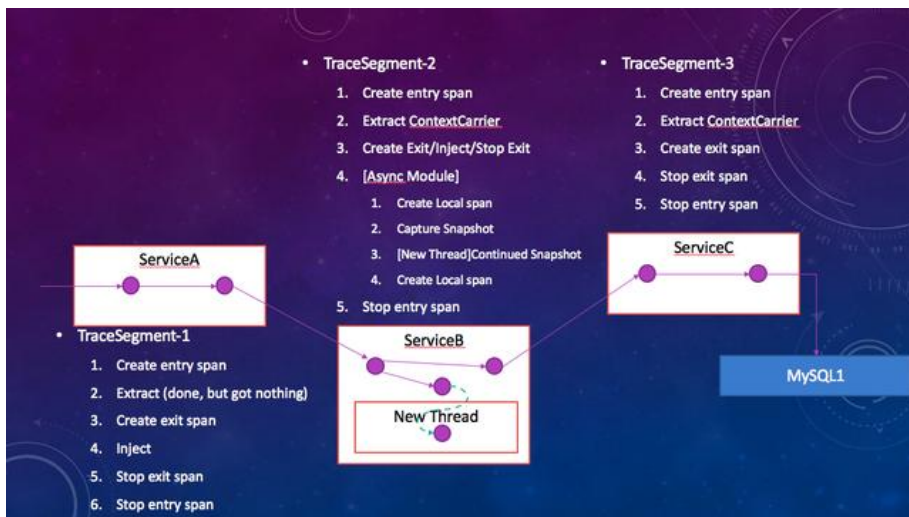 • TraceSegment-2
1. Create entry span
2. Extract ContextCarrier
3. Create Exit/Inject/Stop Exit
4. [Async Module]
1. Create Local span
2. Capture Snapshot
3. [New Thread]Continued Snapshot
4. Create Local span
5. Stop entry span
• TraceSegment-3
1. Create entry span
2. Extract ContextCarrier
3. Create exit span
4. Stop exit span
5. Stop entry span
ServiceA
• TraceSegment-1
1. Create entry span
2. Extract (done, but got nothing)
3. Create exit span
4. Inject
5. Stop exit span
6. Stop entry span
ServiceB
New Thread
ServiceC
MySQL1